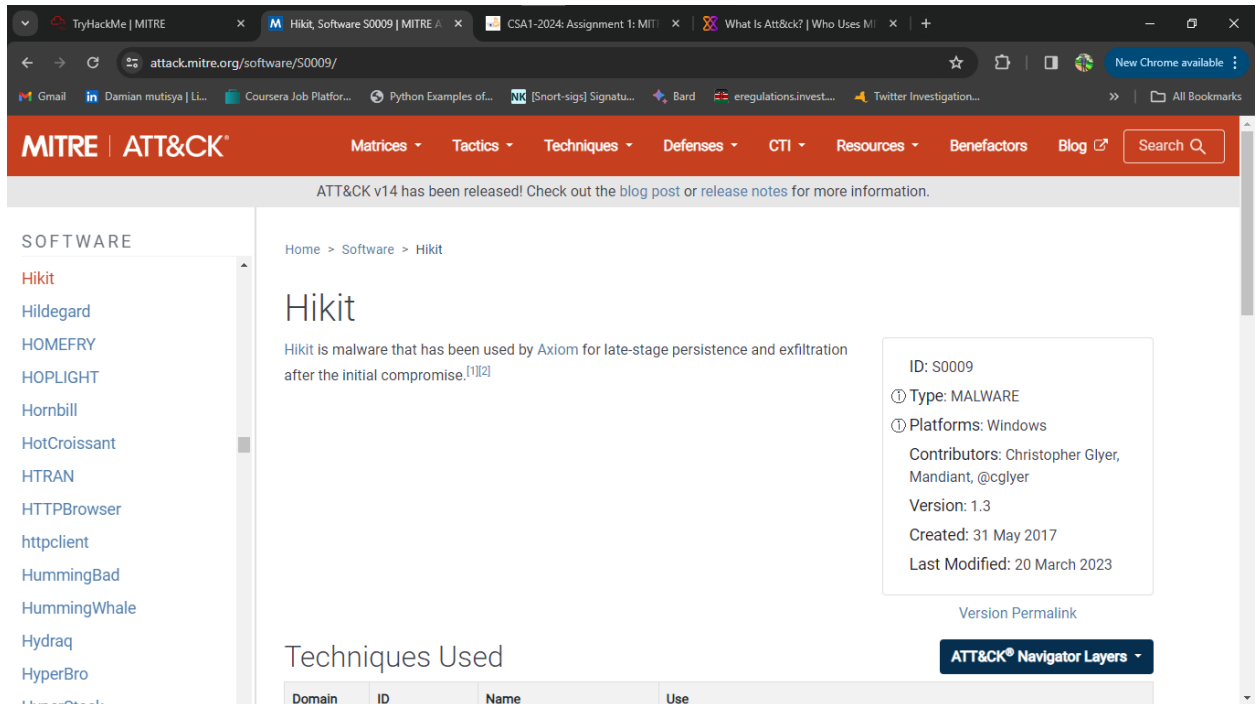 TryHackMe | MITRE
Hikit, Software S0009 | MITRE A
CSA1-2024: Assignment 1: MIT
What Is Att&ck? | Who Uses MI
attack.mitre.org/software/S0009/
New Chrome available
Gmail
Damian mutisya | Li...
Coursera Job Platfor...
Python Examples of...
NK [Snort-sigs] Signatu...
Bard
eregulations.invest....
Twitter Investigation...
»
All Bookmarks
MITRE | ATT&CK®
Matrices
Tactics
Techniques
Defenses
CTI
Resources
Benefactors
Blog
Search
ATT&CK v14 has been released! Check out the blog post or release notes for more information.
SOFTWARE
Hikit
Hildegard
HOMEFRY
HOPLIGHT
Hornbill
HotCroissant
HTRAN
HTTPBrowser
httpclient
HummingBad
HummingWhale
Hydraq
HyperBro
HyperStack
Home > Software > Hikit
Hikit
Hikit is malware that has been used by Axiom for late-stage persistence and exfiltration
after the initial compromise.[1][2]
ID: S0009
Type: MALWARE
Platforms: Windows
Contributors: Christopher Glyer,
Mandiant, @cglyer
Version: 1.3
Created: 31 May 2017
Last Modified: 20 March 2023
Version Permalink
Techniques Used
ATT&CK® Navigator Layers
Domain ID Name Use